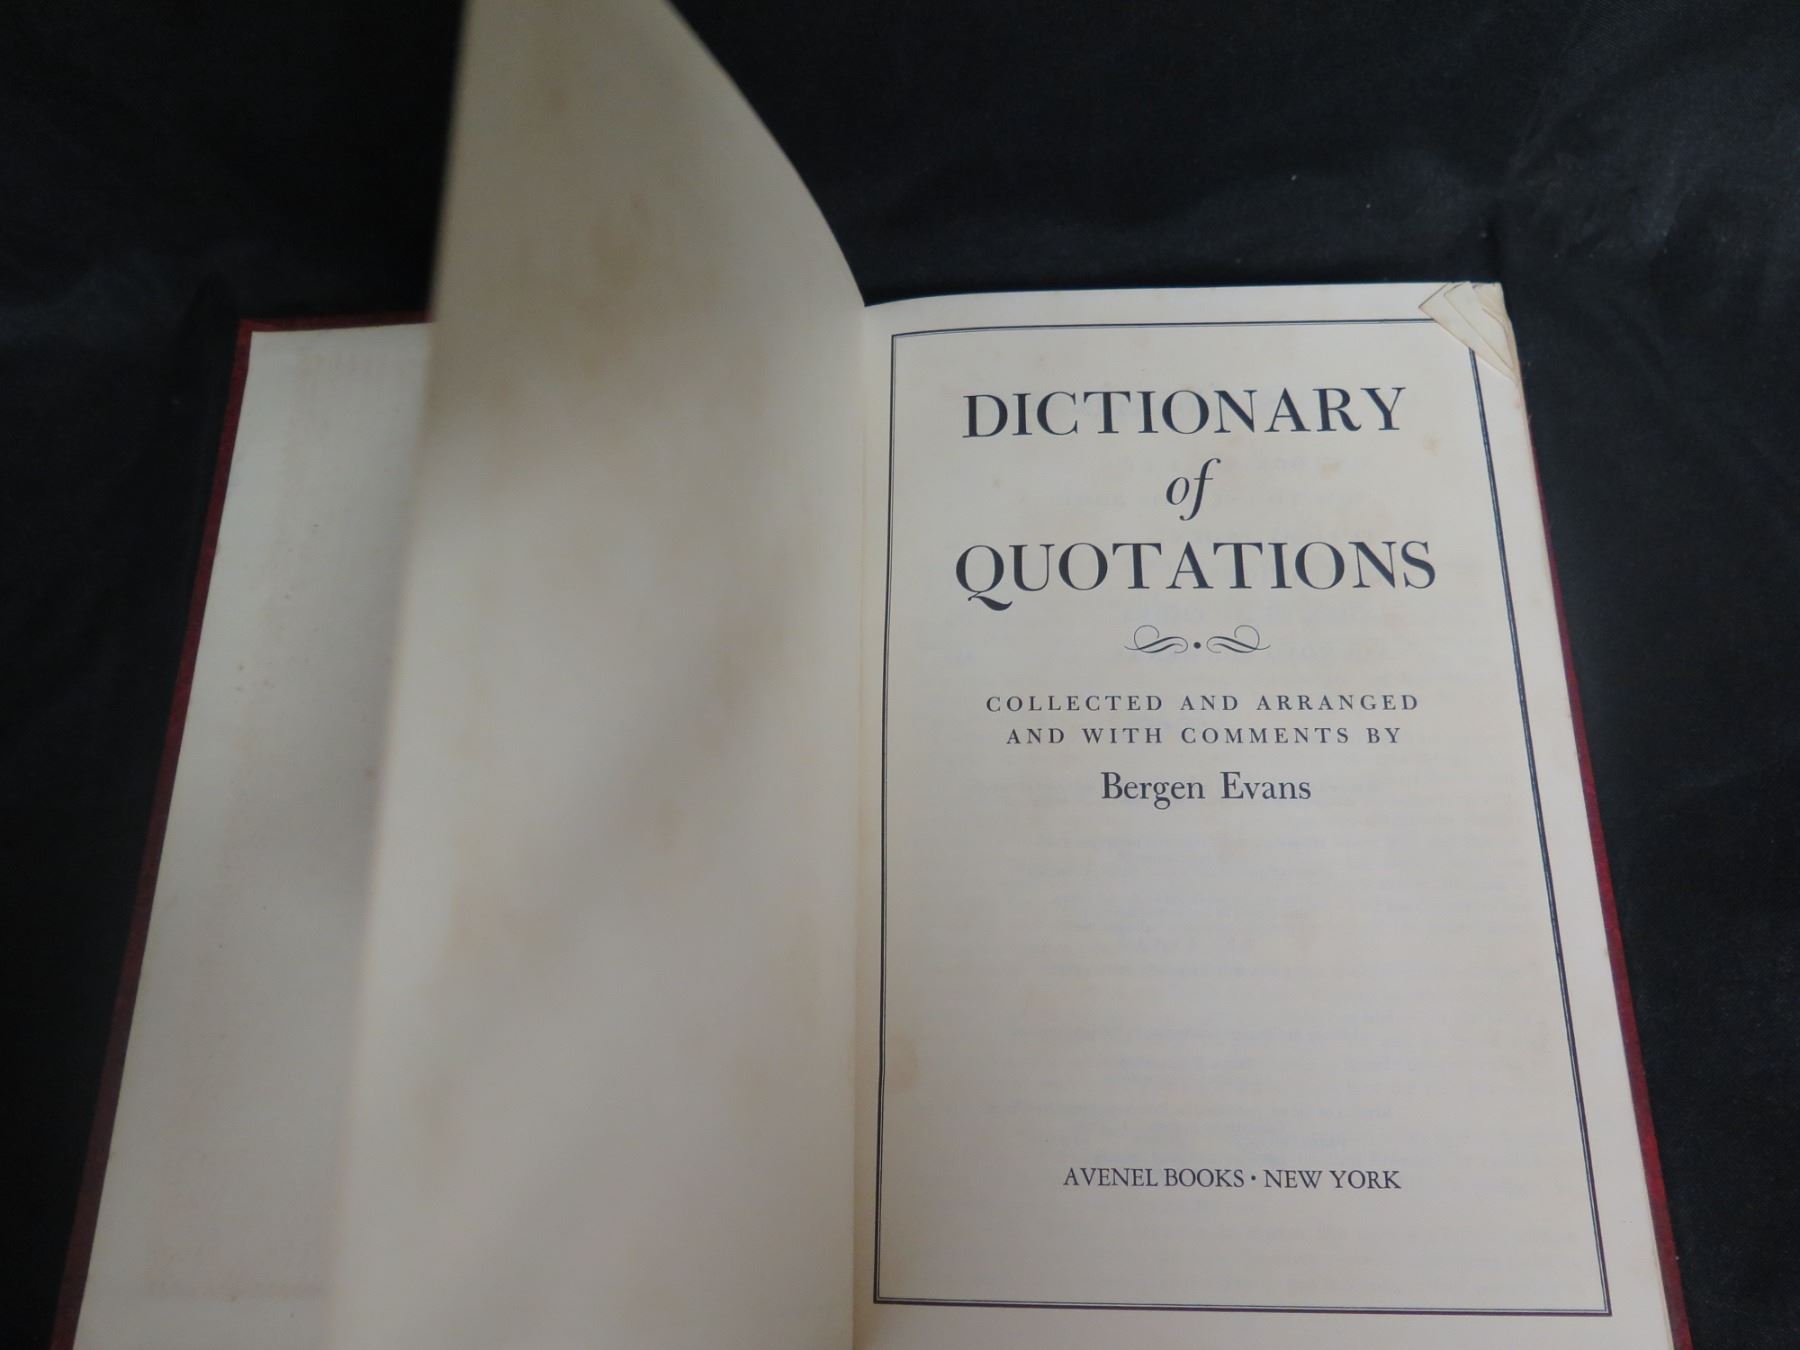 DICTIONARY
of
QUOTATIONS
COLLECTED AND ARRANGED
AND WITH COMMENTS BY
Bergen Evans
AVENEL BOOKS • NEW YORK